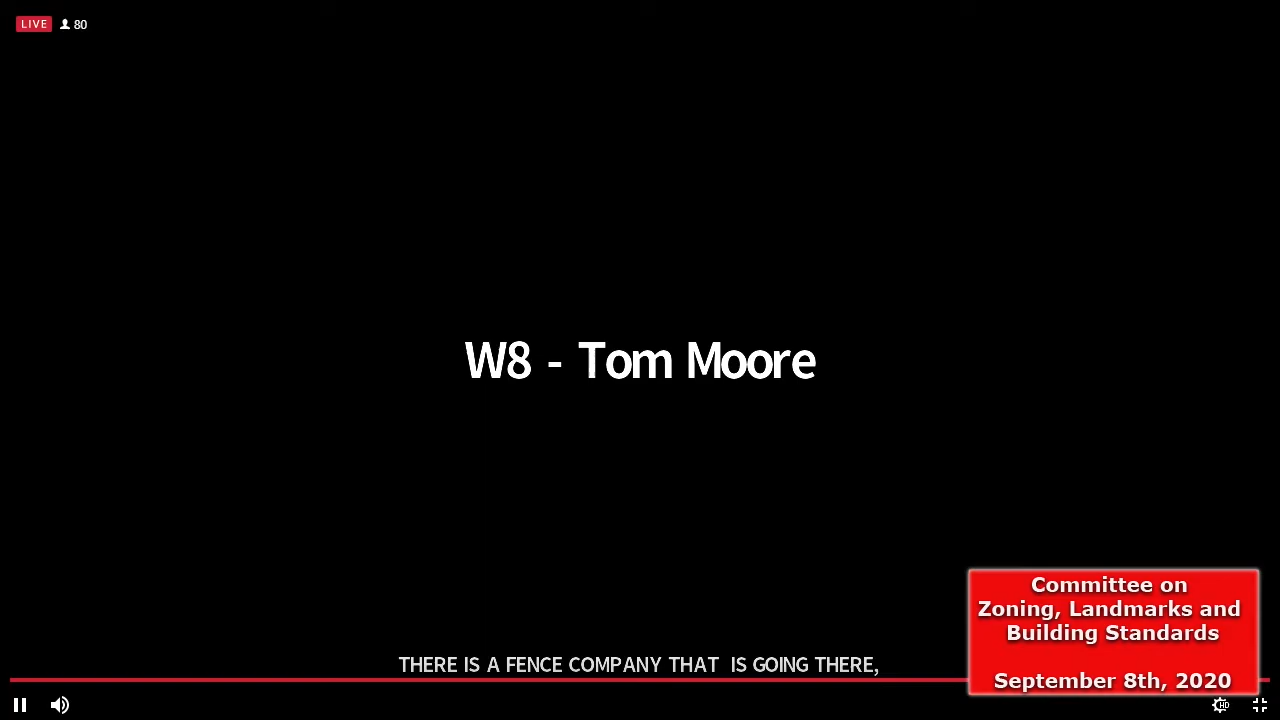 LIVE 80
W8 - Tom Moore
THERE IS A FENCE COMPANY THAT IS GOING THERE,
Committee on
Zoning, Landmarks and
Building Standards
September 8th, 2020
HD